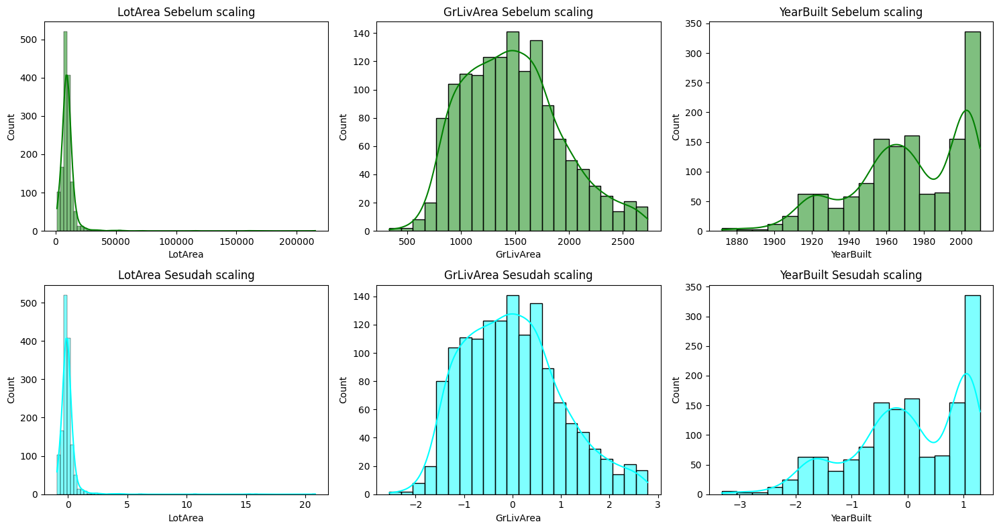 LotArea Sebelum scaling
500
400
300
200
100
0
Count
0 50000 100000 150000 200000
LotArea
GrLivArea Sebelum scaling
140
120
100
80
60
40
20
0
Count
500 1000 1500 2000 2500
GrLivArea
YearBuilt Sebelum scaling
350
300
250
200
150
100
50
0
Count
1880 1900 1920 1940 1960 1980 2000
YearBuilt
LotArea Sesudah scaling
500
400
300
200
100
0
Count
0 5 10 15 20
LotArea
GrLivArea Sesudah scaling
140
120
100
80
60
40
20
0
Count
−2 −1 0 1 2 3
GrLivArea
YearBuilt Sesudah scaling
350
300
250
200
150
100
50
0
Count
−3 −2 −1 0 1
YearBuilt